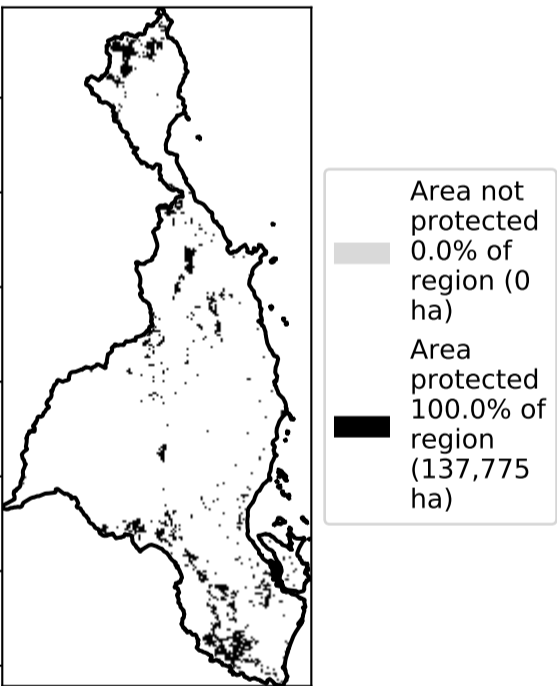 Area not
protected
0.0% of
region (0
ha)
Area
protected
100.0% of
region
(137,775
ha)